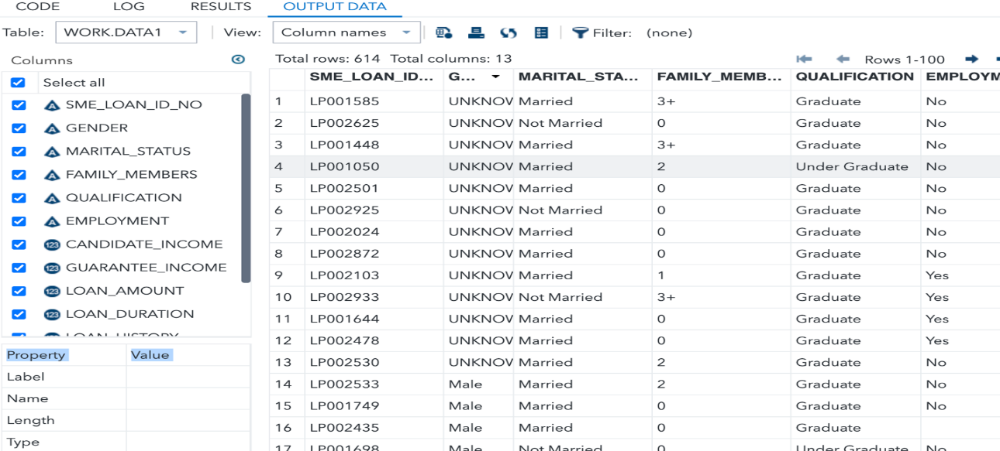 CODE LOG RESULTS OUTPUT DATA
Table: WORK.DATA1 View: Column names Filter: (none)
Columns
Select all
SME_LOAN_ID_NO
GENDER
MARITAL_STATUS
FAMILY_MEMBERS
QUALIFICATION
EMPLOYMENT
CANDIDATE_INCOME
GUARANTEE_INCOME
LOAN_AMOUNT
LOAN_DURATION
LOAN_HISTORY
Property Value
Label
Name
Length
Type
Total rows: 614 Total columns: 13 Rows 1-100
SME_LOAN_ID... G... MARITAL_STA... FAMILY_MEMB... QUALIFICATION EMPLOYM
1 LP001585 UNKNOV Married 3+ Graduate No
2 LP002625 UNKNOV Not Married 0 Graduate No
3 LP001448 UNKNOV Married 3+ Graduate No
4 LP001050 UNKNOV Married 2 Under Graduate No
5 LP002501 UNKNOV Married 0 Graduate No
6 LP002925 UNKNOV Not Married 0 Graduate No
7 LP002024 UNKNOV Married 0 Graduate No
8 LP002872 UNKNOV Married 0 Graduate No
9 LP002103 UNKNOV Married 1 Graduate Yes
10 LP002933 UNKNOV Not Married 3+ Graduate Yes
11 LP001644 UNKNOV Married 0 Graduate Yes
12 LP002478 UNKNOV Married 0 Graduate Yes
13 LP002530 UNKNOV Married 2 Graduate No
14 LP002533 Male Married 2 Graduate No
15 LP001749 Male Married 0 Graduate No
16 LP002435 Male Married 0 Graduate
17 LP001698 Male Not Married 0 Under Graduate No